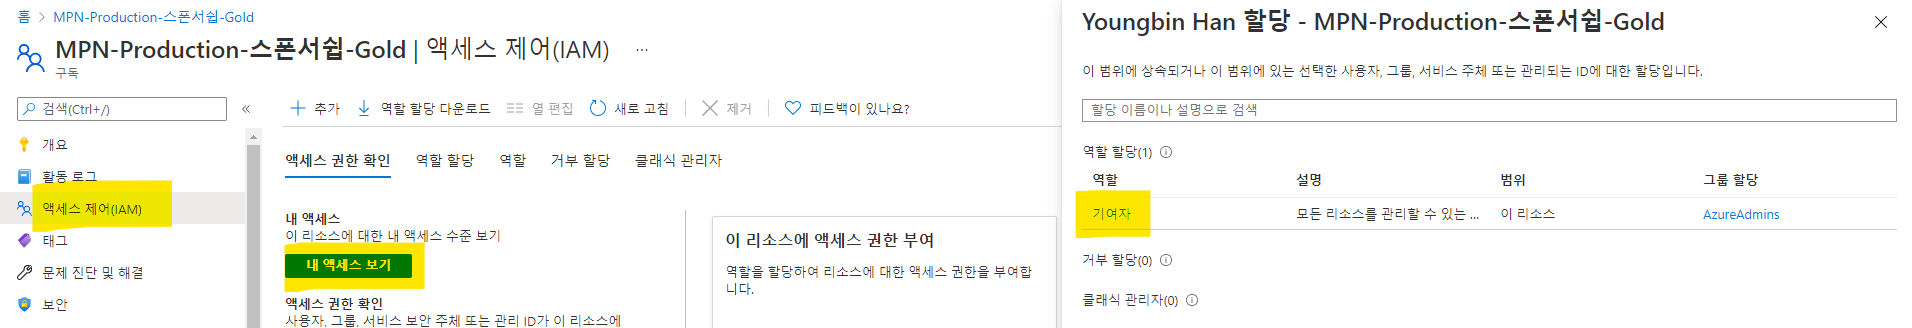 홈 > MPN-Production-스폰서쉽-Gold
MPN-Production-스폰서쉽-Gold | 액세스 제어(IAM) ...
구독
검색(Ctrl+/)
«
개요
활동 로그
액세스 제어(IAM)
태그
문제 진단 및 해결
보안
추가
역할 할당 다운로드
열 편집
새로 고침
제거
피드백이 있나요?
액세스 권한 확인
역할 할당
역할
거부 할당
클래식 관리자
내 액세스
이 리소스에 대한 내 액세스 수준 보기
내 액세스 보기
액세스 권한 확인
사용자, 그룹, 서비스 보안 주체 또는 관리 ID가 이 리소스에
이 리소스에 액세스 권한 부여
역할을 할당하여 리소스에 대한 액세스 권한을 부여합
니다.
Youngbin Han 할당 - MPN-Production-스폰서쉽-Gold
이 범위에 상속되거나 이 범위에 있는 선택한 사용자, 그룹, 서비스 주체 또는 관리되는 ID에 대한 할당입니다.
할당 이름이나 설명으로 검색
역할 할당(1)
역할 설명 범위 그룹 할당
기여자 모든 리소스를 관리할 수 있는 ... 이 리소스 AzureAdmins
거부 할당(0)
클래식 관리자(0)